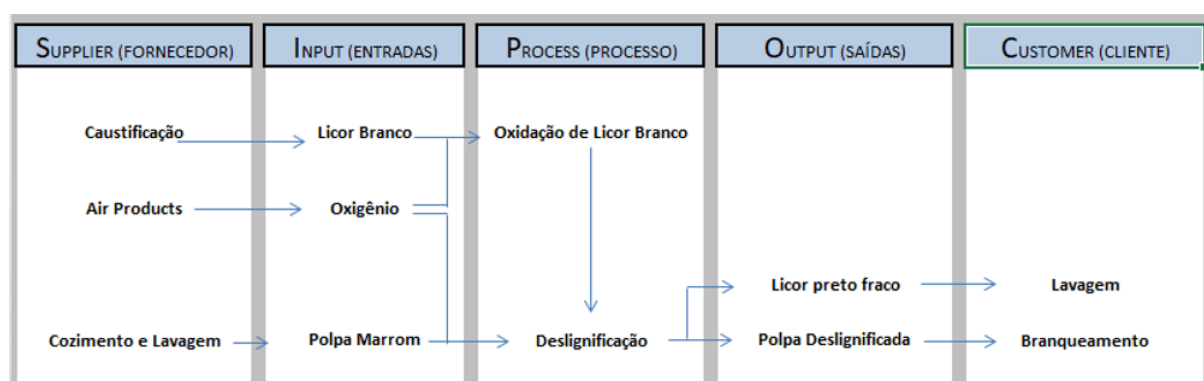 SUPPLIER (FORNECEDOR) INPUT (ENTRADAS) PROCESS (PROCESSO) OUTPUT (SAÍDAS) CUSTOMER (CLIENTE)
Caustificação Licor Branco Oxidação de Licor Branco
Air Products Oxigênio
Licor preto fraco Lavagem
Cozimento e Lavagem Polpa Marrom Deslignificação Polpa Deslignificada Branqueamento